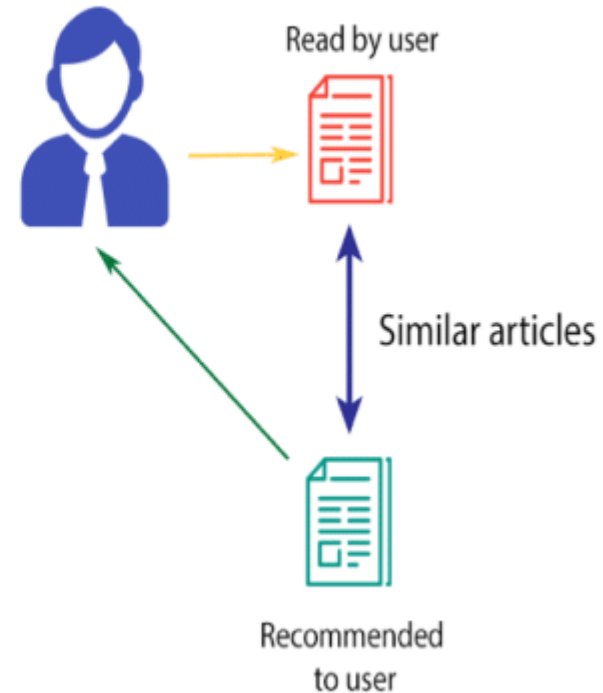 Read by user
Similar articles
Recommended
to user